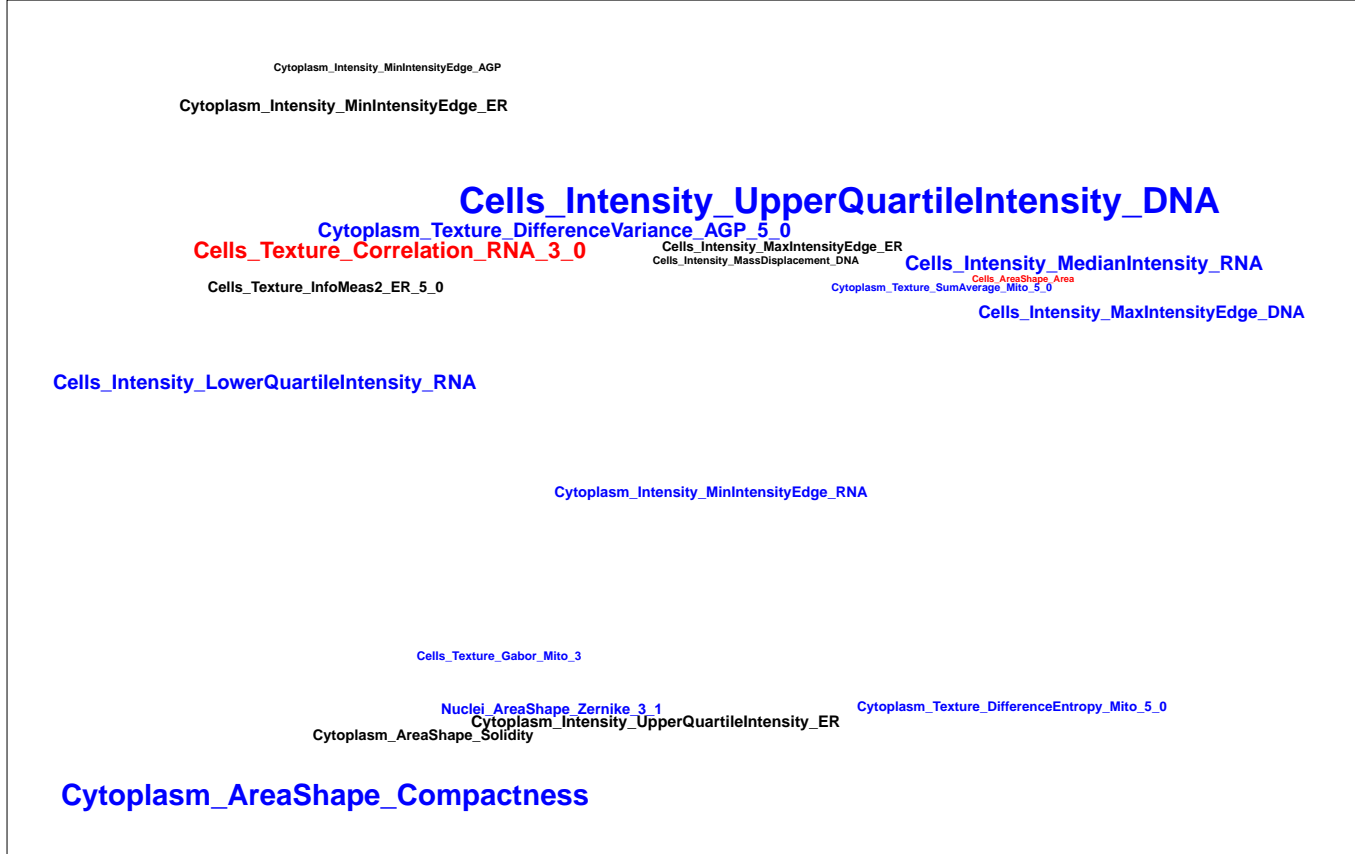 Cytoplasm_Intensity_MinIntensityEdge_AGP
Cytoplasm_Intensity_MinIntensityEdge_ER
Cells_Intensity_UpperQuartileIntensity_DNA
Cytoplasm_Texture_DifferenceVariance_AGP_5_0
Cells_Texture_Correlation_RNA_3_0
Cells_Intensity_MaxIntensityEdge_ER
Cells_Intensity_MassDisplacement_DNA
Cells_Intensity_MedianIntensity_RNA
Cells_AreaShape_Area
Cells_Texture_InfoMeas2_ER_5_0
Cytoplasm_Texture_SumAverage_Mito_5_0
Cells_Intensity_MaxIntensityEdge_DNA
Cells_Intensity_LowerQuartileIntensity_RNA
Cytoplasm_Intensity_MinIntensityEdge_RNA
Cells_Texture_Gabor_Mito_3
Nuclei_AreaShape_Zernike_3_1
Cytoplasm_Texture_DifferenceEntropy_Mito_5_0
Cytoplasm_Intensity_UpperQuartileIntensity_ER
Cytoplasm_AreaShape_Solidity
Cytoplasm_AreaShape_Compactness